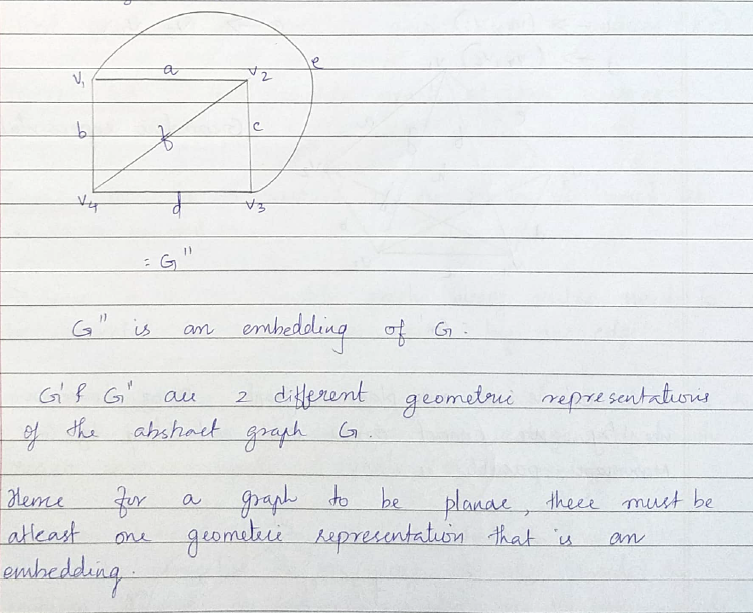 e
V1 a V2
b f c
V4 d V3
= G"
G" is an embedding of G.
G' & G" are 2 different geometric representations
of the abstract graph G.
Hence for a graph to be planar, there must be
atleast one geometric representation that is an
embedding.